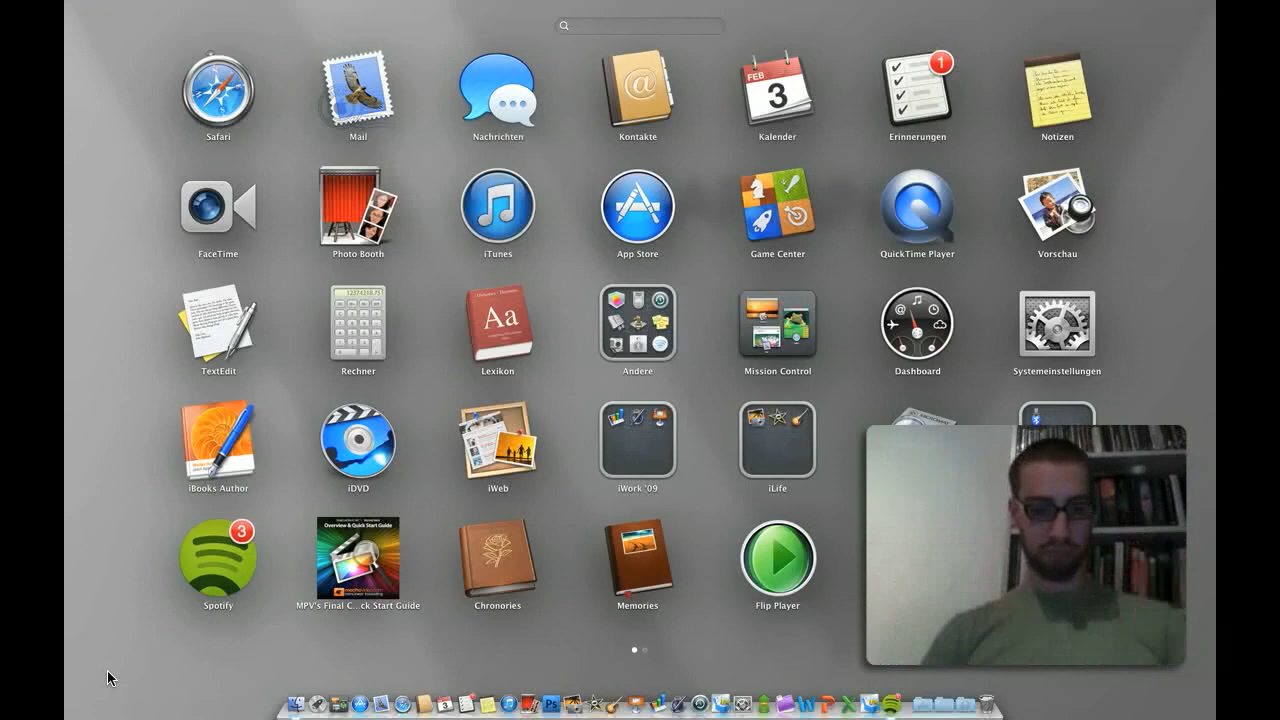 Safari Mail Nachrichten Kontakte FEB 3 Kalender 1 Erinnerungen Notizen
FaceTime Photo Booth iTunes App Store Game Center QuickTime Player Vorschau
TextEdit Rechner Aa Lexikon Andere Mission Control Dashboard Systemeinstellungen
iBooks Author iDVD iWeb iWork '09 iLife
3 Overview & Quick Start Guide
Spotify MPV's Final C...ck Start Guide Chronories Memories Flip Player